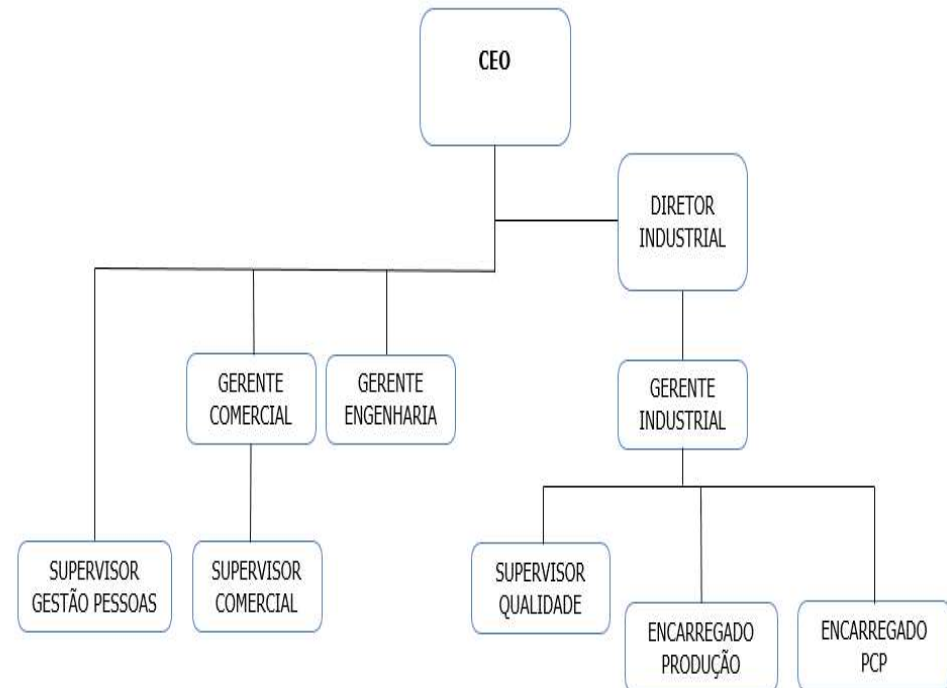 CEO
DIRETOR
INDUSTRIAL
GERENTE
COMERCIAL
GERENTE
ENGENHARIA
GERENTE
INDUSTRIAL
SUPERVISOR
GESTÃO PESSOAS
SUPERVISOR
COMERCIAL
SUPERVISOR
QUALIDADE
ENCARREGADO
PRODUÇÃO
ENCARREGADO
PCP